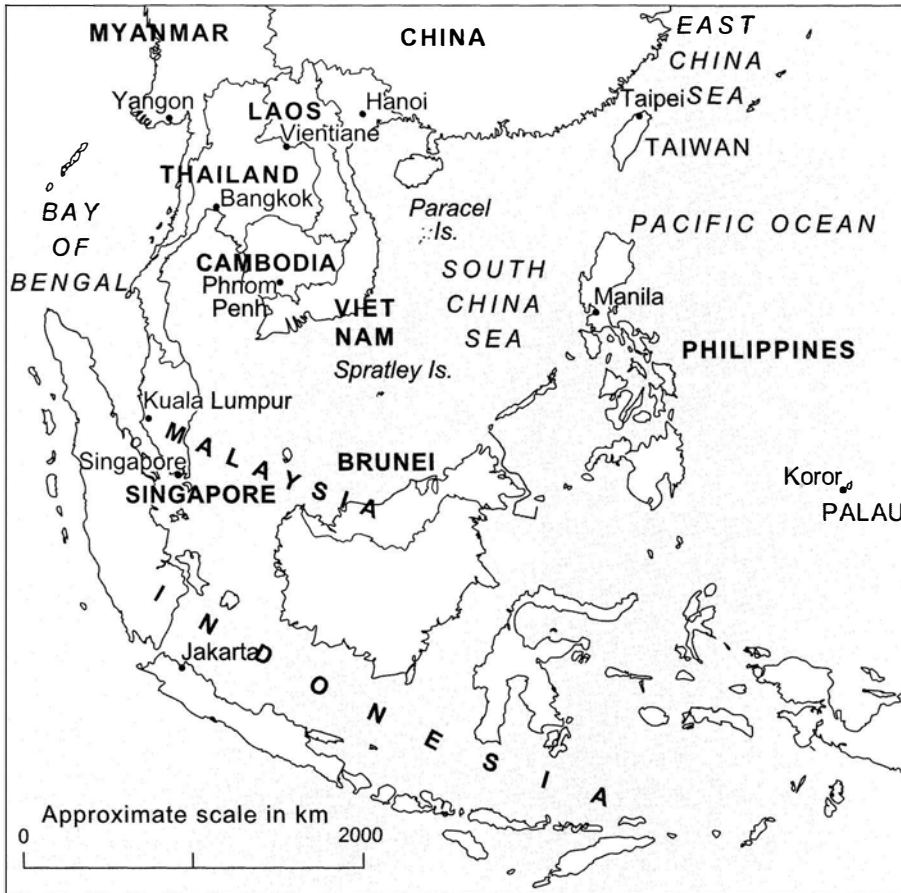 MYANMAR
CHINA
EAST
CHINA
SEA
Yangon
LAOS
Hanoi
Vientiane
Taipei
TAIWAN
THAILAND
Bangkok
BAY
OF
BENGAL
Paracel
Is.
PACIFIC OCEAN
CAMBODIA
Phnom
Penh
SOUTH
CHINA
SEA
VIET
NAM
Manila
Spratley Is.
PHILIPPINES
Kuala Lumpur
MALAYSIA
Singapore
SINGAPORE
BRUNEI
Koror
PALAU
INDONESIA
Jakarta
Approximate scale in km
0 2000